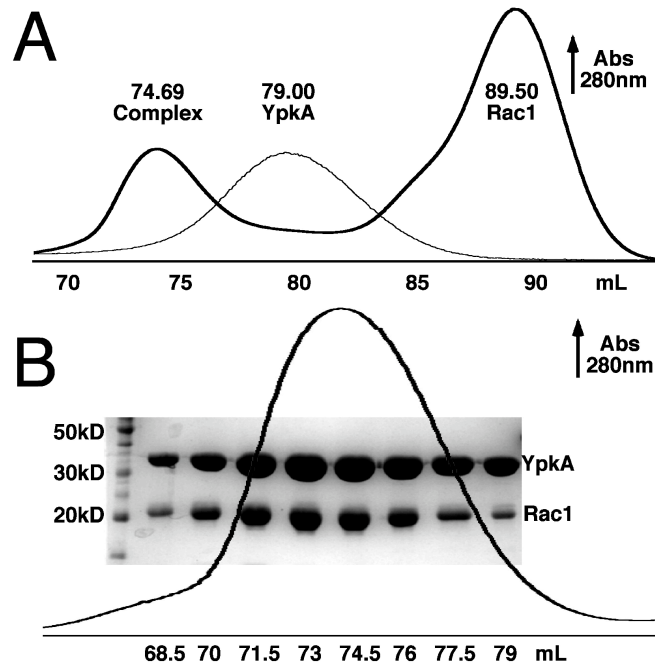 A
Abs
280nm
74.69
Complex
79.00
YpkA
89.50
Rac1
70 75 80 85 90 mL
B
Abs
280nm
50kD
30kD
20kD
YpkA
Rac1
68.5 70 71.5 73 74.5 76 77.5 79 mL